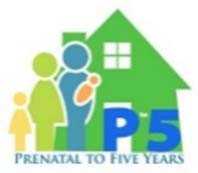 P5
PRENATAL TO FIVE YEARS